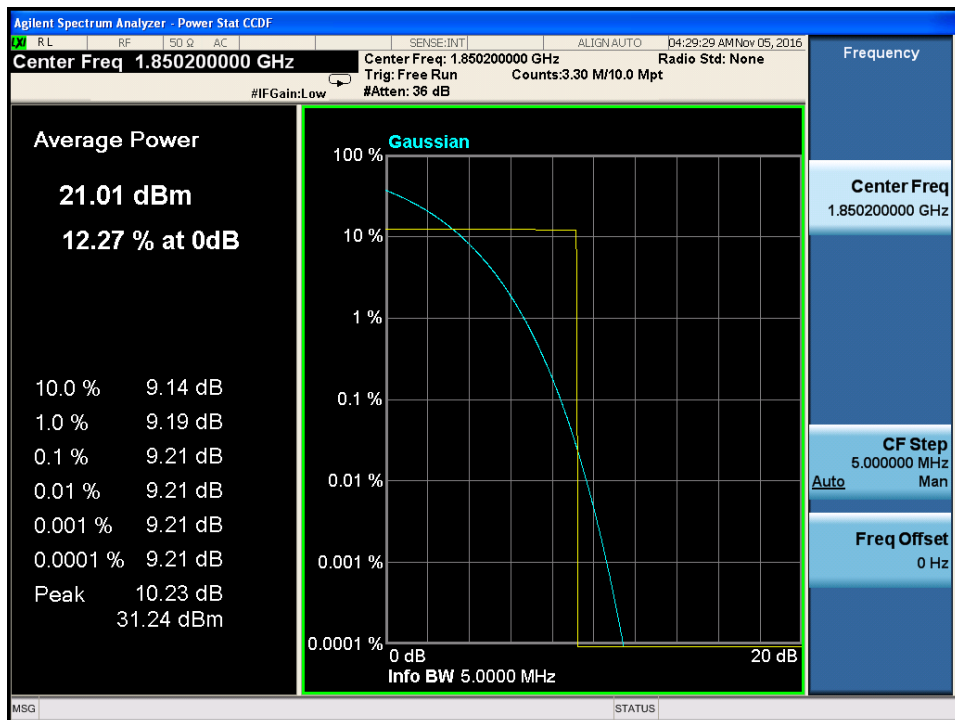 Agilent Spectrum Analyzer - Power Stat CCDF
LXI RL RF 50 Ω AC SENSE:INT ALIGN AUTO 04:29:29 AM Nov 05, 2016
Center Freq 1.850200000 GHz
Center Freq: 1.850200000 GHz Radio Std: None
Trig: Free Run Counts:3.30 M/10.0 Mpt
#IFGain:Low #Atten: 36 dB
Average Power
21.01 dBm
12.27 % at 0dB
10.0 % 9.14 dB
1.0 % 9.19 dB
0.1 % 9.21 dB
0.01 % 9.21 dB
0.001 % 9.21 dB
0.0001 % 9.21 dB
Peak 10.23 dB
31.24 dBm
Gaussian
100 %
10 %
1 %
0.1 %
0.01 %
0.001 %
0.0001 %
0 dB 20 dB
Info BW 5.0000 MHz
Frequency
Center Freq
1.850200000 GHz
CF Step
5.000000 MHz
Auto Man
Freq Offset
0 Hz
MSG STATUS